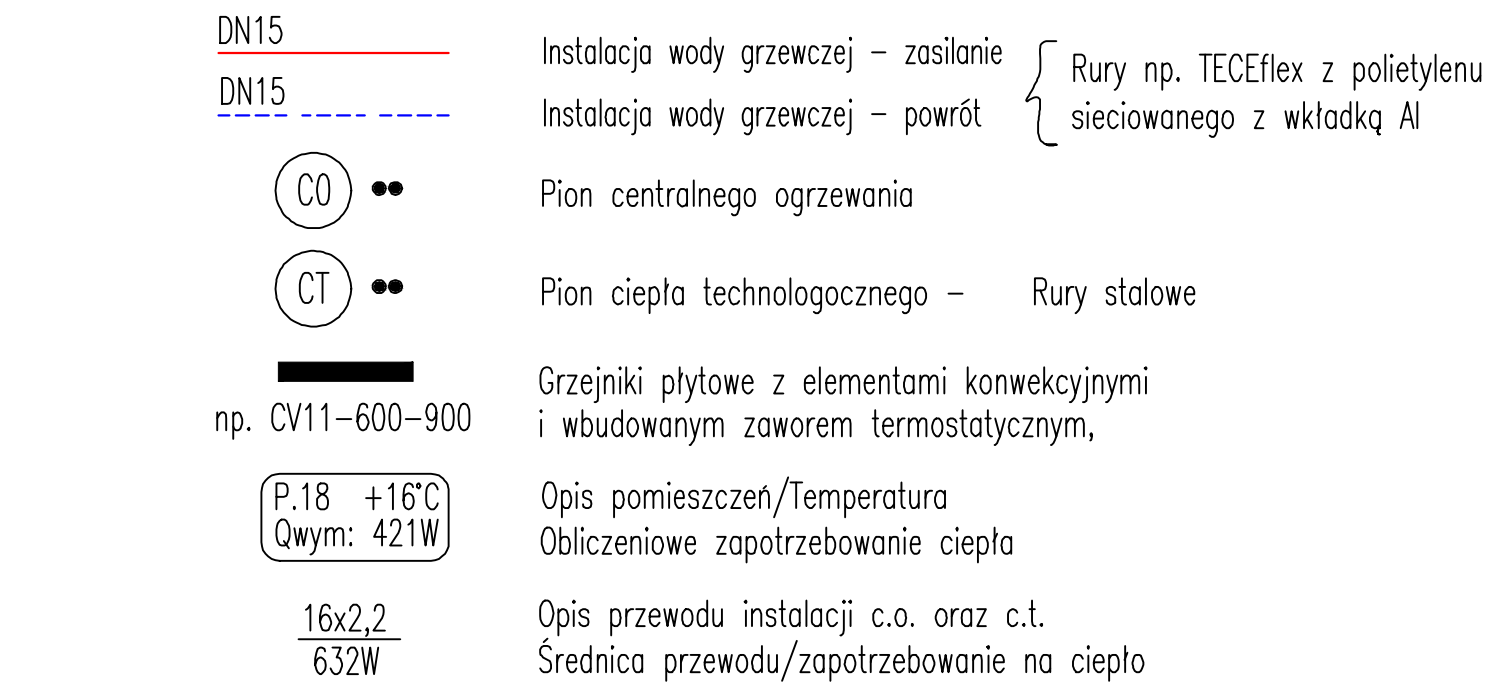 DN15
Instalacja wody grzewczej – zasilanie
DN15
Instalacja wody grzewczej – powrót
Rury np. TECEflex z polietylenu
sieciowanego z wkładką Al
CO
Pion centralnego ogrzewania
CT
Pion ciepła technologocznego – Rury stalowe
np. CV11–600–900
Grzejniki płytowe z elementami konwekcyjnymi
i wbudowanym zaworem termostatycznym,
P.18 +16°C
Qwym: 421W
Opis pomieszczeń/Temperatura
Obliczeniowe zapotrzebowanie ciepła
16x2,2
632W
Opis przewodu instalacji c.o. oraz c.t.
Średnica przewodu/zapotrzebowanie na ciepło